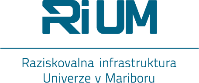 RIUM
Raziskovalna infrastruktura
Univerze v Mariboru